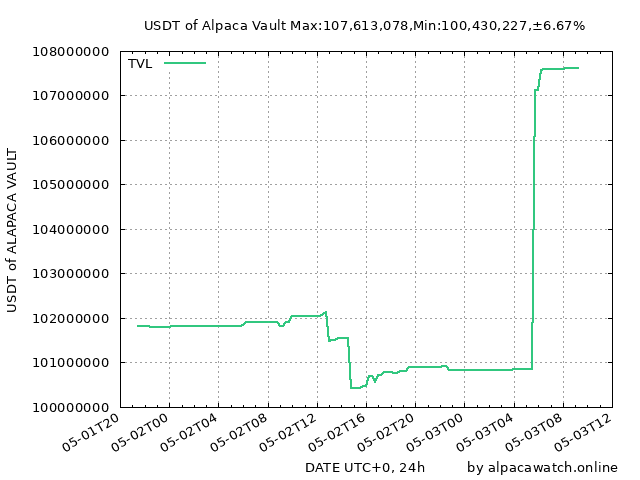 USDT of Alpaca Vault Max:107,613,078,Min:100,430,227,±6.67%
TVL
108000000
107000000
106000000
105000000
104000000
103000000
102000000
101000000
100000000
USDT of ALAPACA VAULT
05-01T20
05-02T00
05-02T04
05-02T08
05-02T12
05-02T16
05-02T20
05-03T00
05-03T04
05-03T08
05-03T12
DATE UTC+0, 24h
by alpacawatch.online